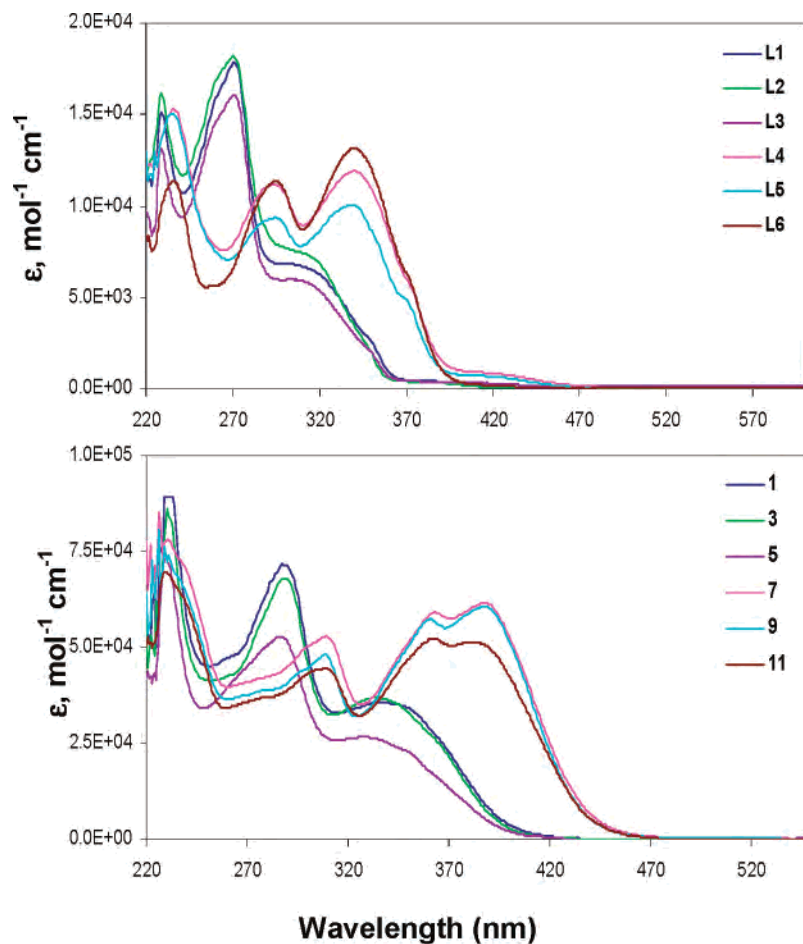 2.0E+04
1.5E+04
1.0E+04
5.0E+03
0.0E+00
ε, mol⁻¹ cm⁻¹
L1
L2
L3
L4
L5
L6
220 270 320 370 420 470 520 570
1.0E+05
7.5E+04
5.0E+04
2.5E+04
0.0E+00
ε, mol⁻¹ cm⁻¹
1
3
5
7
9
11
220 270 320 370 420 470 520
Wavelength (nm)